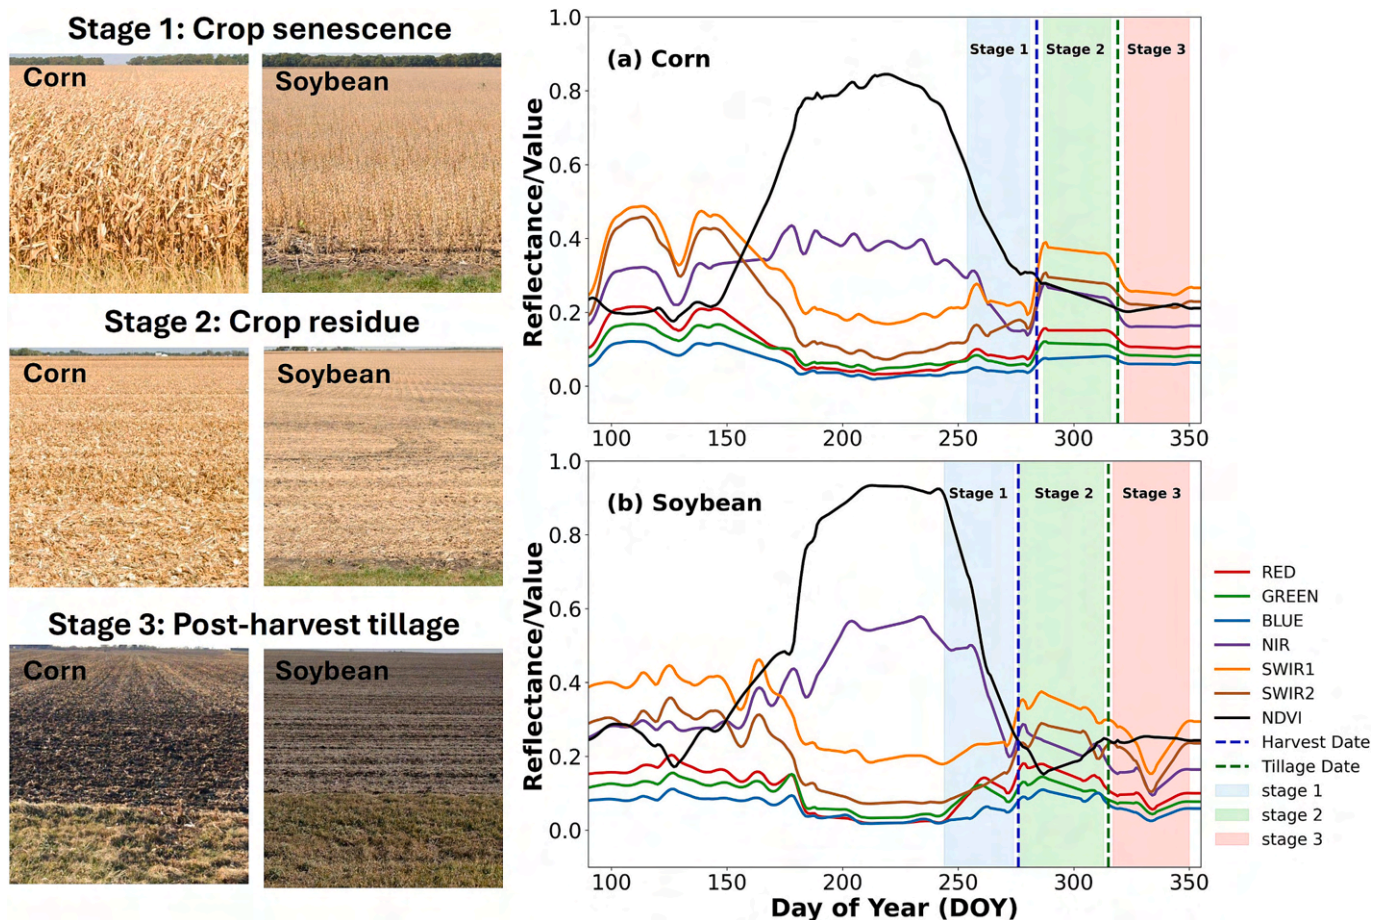 Stage 1: Crop senescence
Corn
Soybean
Stage 2: Crop residue
Corn
Soybean
Stage 3: Post-harvest tillage
Corn
Soybean
Reflectance/Value
1.0
0.8
0.6
0.4
0.2
0.0
(a) Corn
Stage 1
Stage 2
Stage 3
100 150 200 250 300 350
Reflectance/Value
1.0
0.8
0.6
0.4
0.2
0.0
(b) Soybean
Stage 1
Stage 2
Stage 3
100 150 200 250 300 350
Day of Year (DOY)
RED
GREEN
BLUE
NIR
SWIR1
SWIR2
NDVI
Harvest Date
Tillage Date
stage 1
stage 2
stage 3